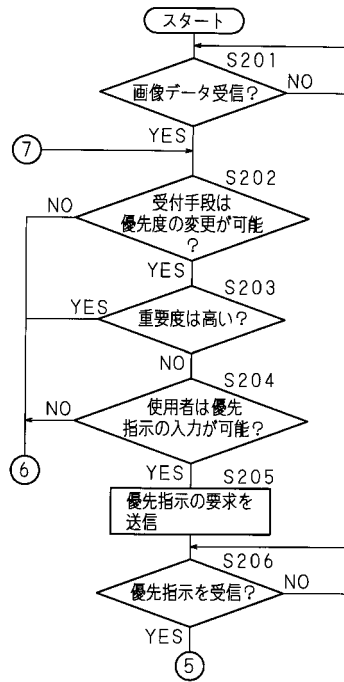 スタート
S201
画像データ受信?
NO
YES
⑦
S202
NO
受付手段は
優先度の変更が可能
?
YES
S203
YES
重要度は高い?
NO
S204
NO
使用者は優先
指示の入力が可能?
⑥
YES
S205
優先指示の要求を
送信
S206
優先指示を受信?
NO
YES
⑤